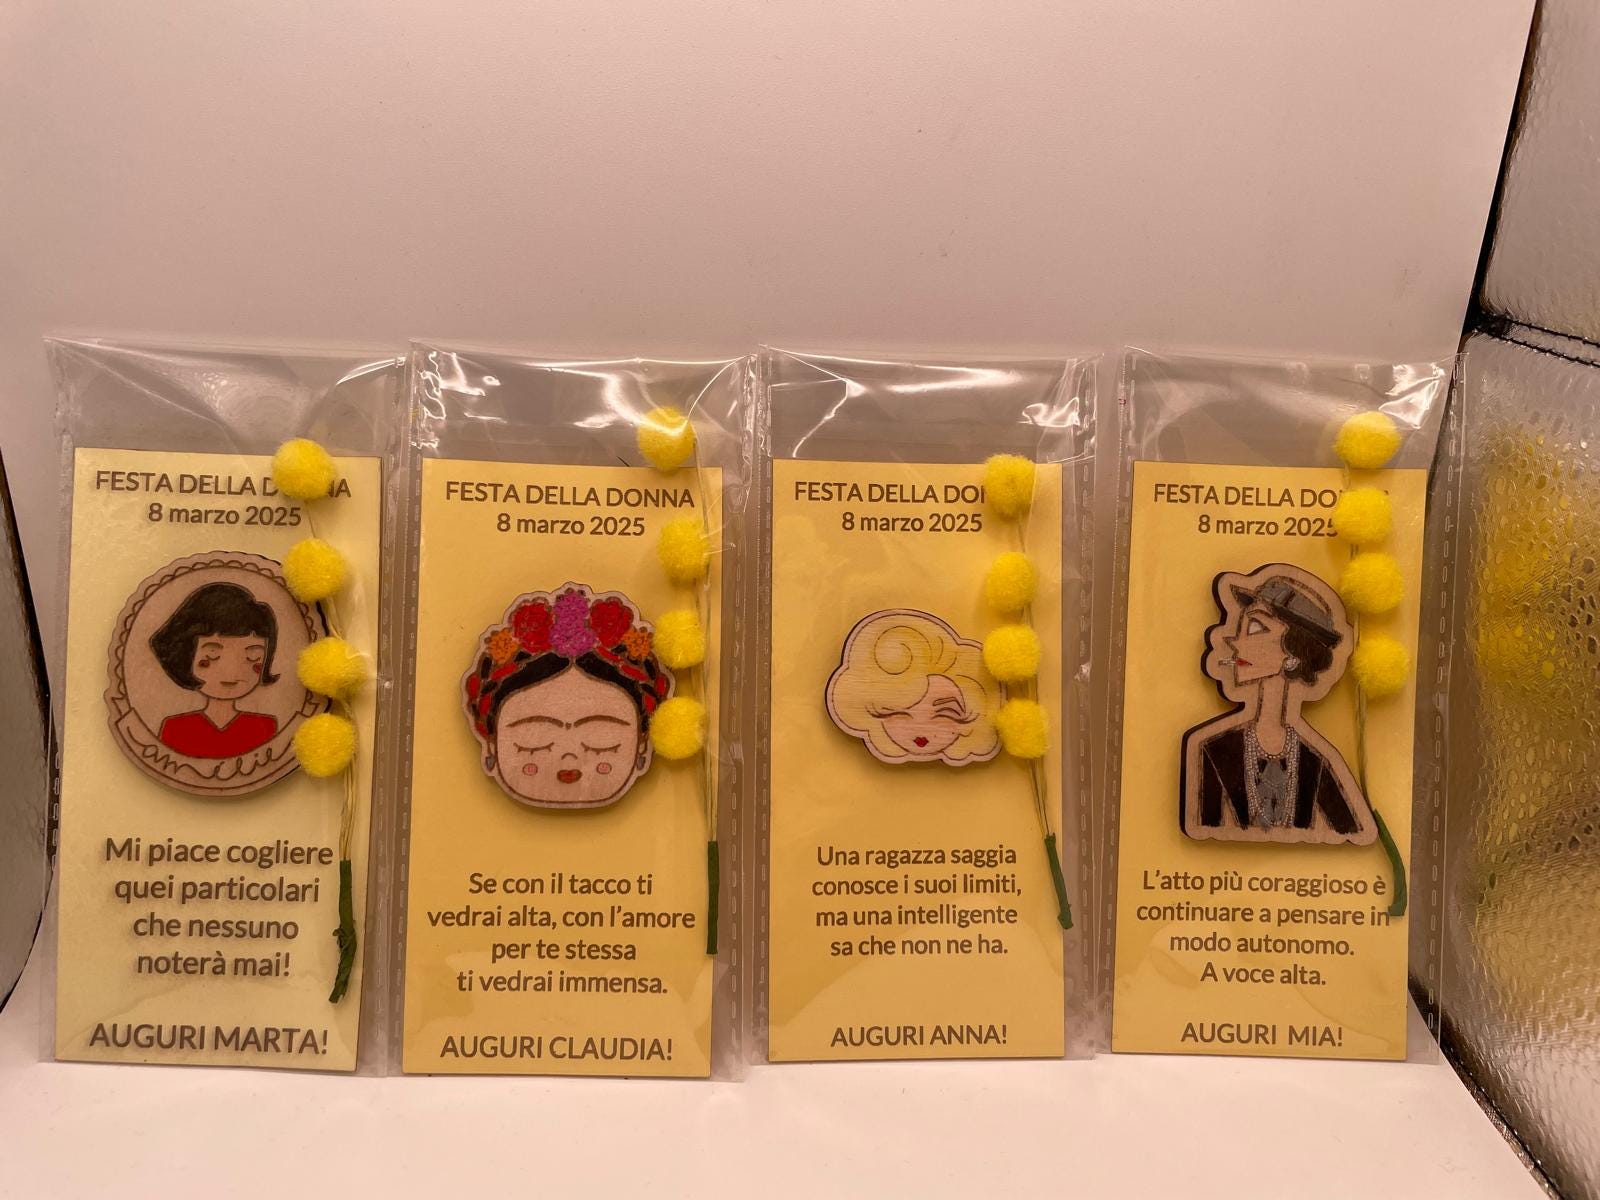 FESTA DELLA
8 marzo 2025
amélie
Mi piace cogliere
quei particolari
che nessuno
noterà mai!
AUGURI MARTA!
FESTA DELLA DONNA
8 marzo 2025
Se con il tacco ti
vedrai alta, con l'amore
per te stessa
ti vedrai immensa.
AUGURI CLAUDIA!
FESTA DELLA
8 marzo 2025
Una ragazza saggia
conosce i suoi limiti,
ma una intelligente
sa che non ne ha.
AUGURI ANNA!
FESTA DELLA
8 marzo 2025
L'atto più coraggioso è
continuare a pensare in
modo autonomo.
A voce alta.
AUGURI MIA!